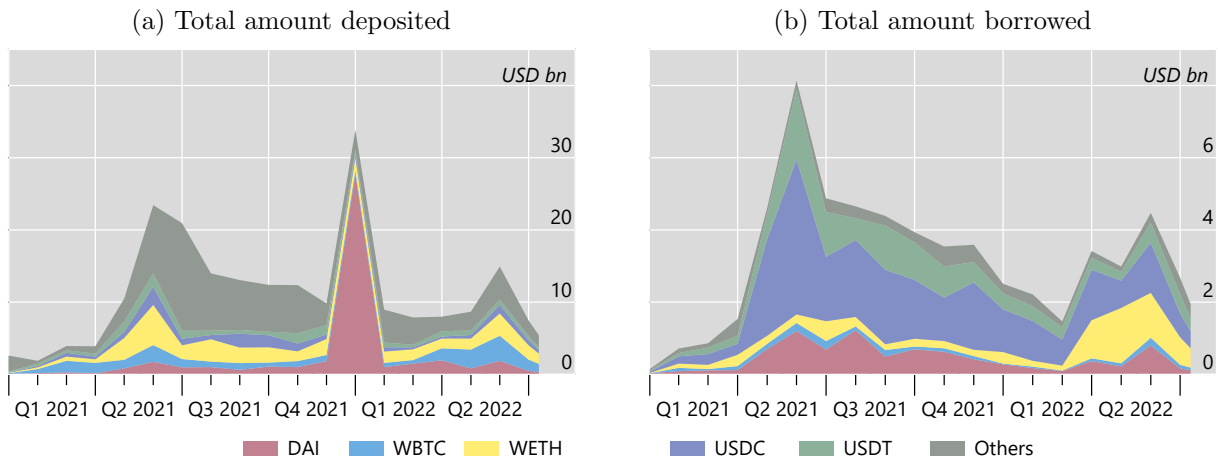 (a) Total amount deposited
USD bn
30
20
10
0
Q1 2021 Q2 2021 Q3 2021 Q4 2021 Q1 2022 Q2 2022
(b) Total amount borrowed
USD bn
6
4
2
0
Q1 2021 Q2 2021 Q3 2021 Q4 2021 Q1 2022 Q2 2022
DAI WBTC WETH USDC USDT Others